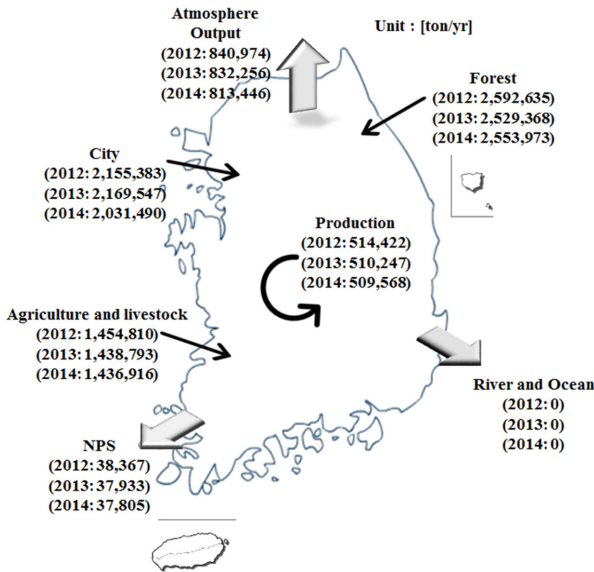 Atmosphere
Output
(2012: 840,974)
(2013: 832,256)
(2014: 813,446)
Unit : [ton/yr]
Forest
(2012: 2,592,635)
(2013: 2,529,368)
(2014: 2,553,973)
City
(2012: 2,155,383)
(2013: 2,169,547)
(2014: 2,031,490)
Production
(2012: 514,422)
(2013: 510,247)
(2014: 509,568)
Agriculture and livestock
(2012: 1,454,810)
(2013: 1,438,793)
(2014: 1,436,916)
River and Ocean
(2012: 0)
(2013: 0)
(2014: 0)
NPS
(2012: 38,367)
(2013: 37,933)
(2014: 37,805)